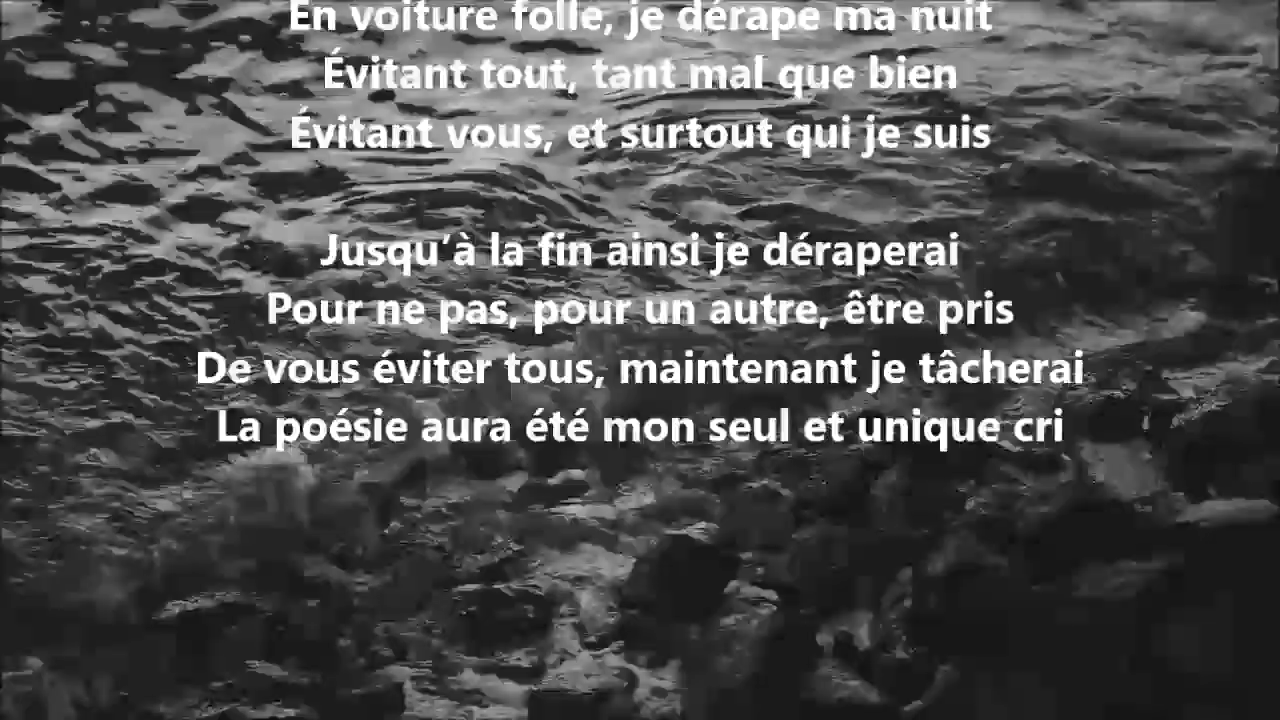 En voiture folle, je dérape ma nuit
Évitant tout, tant mal que bien
Évitant vous, et surtout qui je suis
Jusqu’à la fin ainsi je déraperai
Pour ne pas, pour un autre, être pris
De vous éviter tous, maintenant je tâcherai
La poésie aura été mon seul et unique cri